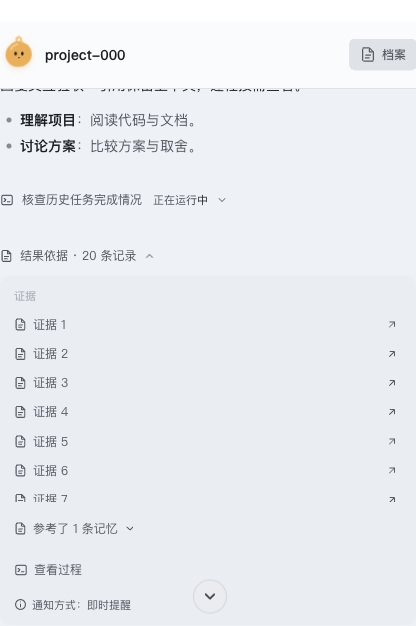 project-000
档案
理解项目：阅读代码与文档。
讨论方案：比较方案与取舍。
核查历史任务完成情况 正在运行中
结果依据 · 20 条记录
证据
证据 1
证据 2
证据 3
证据 4
证据 5
证据 6
证据 7
参考了 1 条记忆
查看过程
通知方式：即时提醒